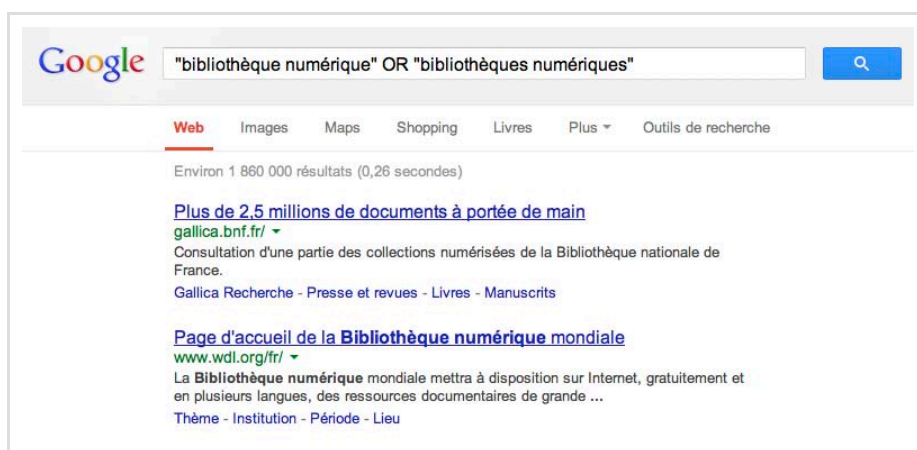 Google "bibliothèque numérique" OR "bibliothèques numériques"
Web Images Maps Shopping Livres Plus Outils de recherche
Environ 1 860 000 résultats (0,26 secondes)
Plus de 2,5 millions de documents à portée de main
gallica.bnf.fr/
Consultation d'une partie des collections numérisées de la Bibliothèque nationale de
France.
Gallica Recherche - Presse et revues - Livres - Manuscrits
Page d'accueil de la Bibliothèque numérique mondiale
www.wdl.org/fr/
La Bibliothèque numérique mondiale mettra à disposition sur Internet, gratuitement et
en plusieurs langues, des ressources documentaires de grande ...
Thème - Institution - Période - Lieu